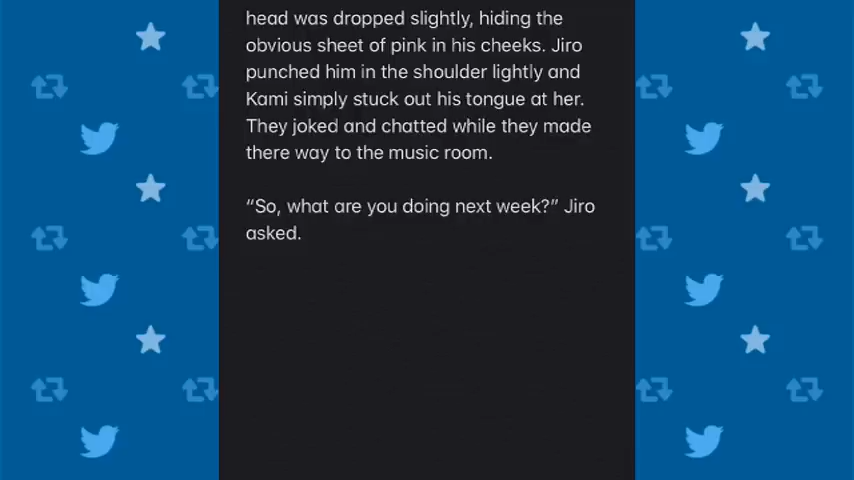 head was dropped slightly, hiding the
obvious sheet of pink in his cheeks. Jiro
punched him in the shoulder lightly and
Kami simply stuck out his tongue at her.
They joked and chatted while they made
there way to the music room.
“So, what are you doing next week?” Jiro
asked.